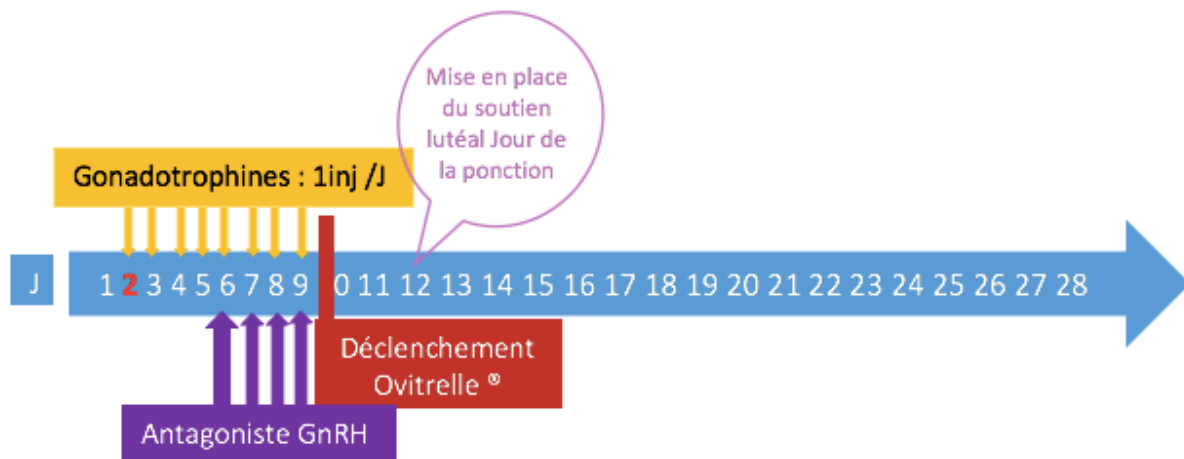 Mise en place
du soutien
lutéal Jour de
la ponction
Gonadotrophines : 1inj /J
J
1 2 3 4 5 6 7 8 9 0 11 12 13 14 15 16 17 18 19 20 21 22 23 24 25 26 27 28
Déclenchement
Ovitrelle ®
Antagoniste GnRH